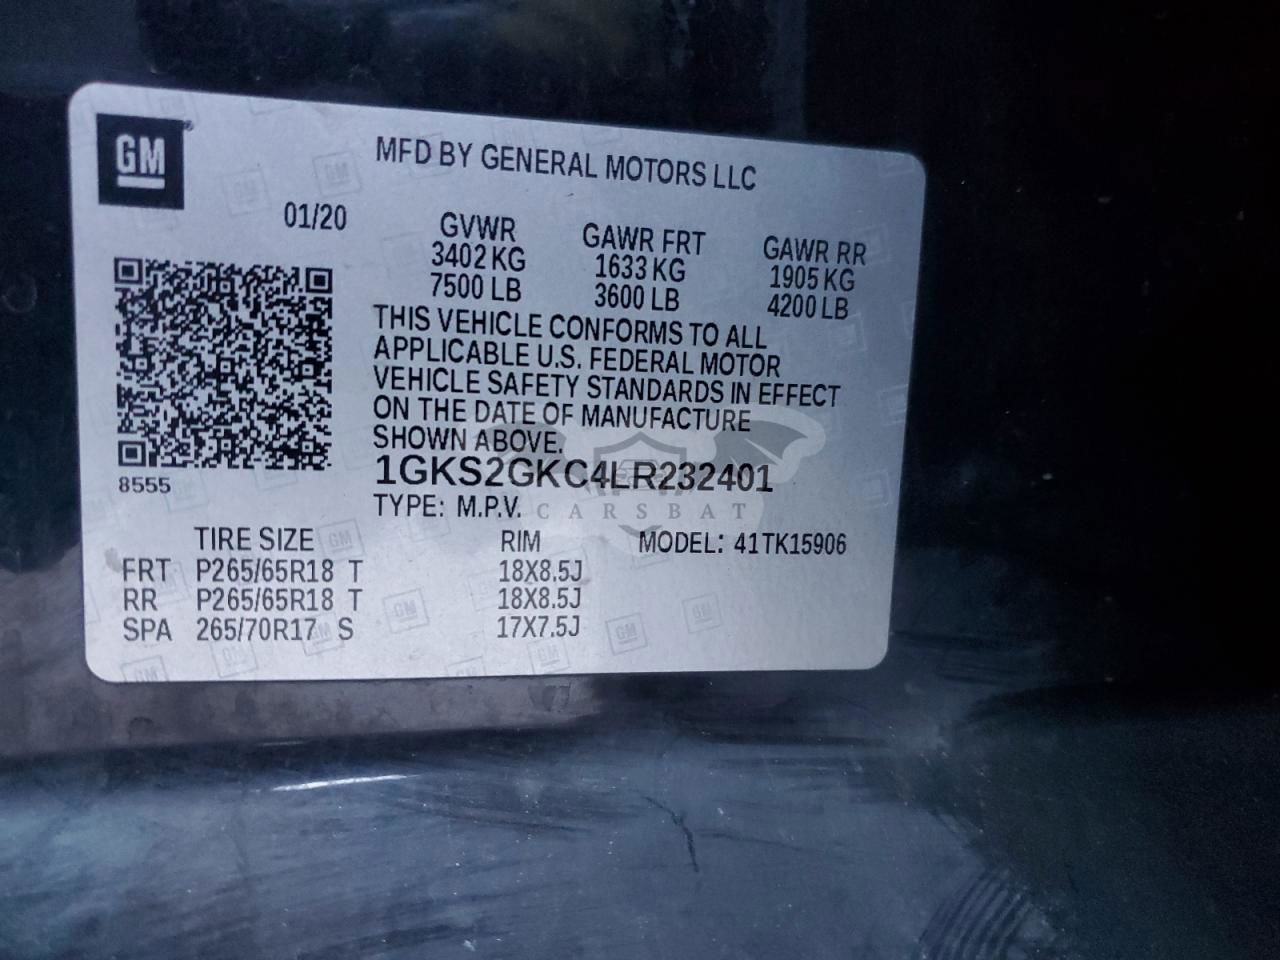 GM
MFD BY GENERAL MOTORS LLC
01/20
GVWR GAWR FRT GAWR RR
3402 KG 1633 KG 1905 KG
7500 LB 3600 LB 4200 LB
THIS VEHICLE CONFORMS TO ALL
APPLICABLE U.S. FEDERAL MOTOR
VEHICLE SAFETY STANDARDS IN EFFECT
ON THE DATE OF MANUFACTURE
SHOWN ABOVE.
1GKS2GKC4LR232401
8555
TYPE: M.P.V.
CARSBAT
TIRE SIZE RIM MODEL: 41TK15906
FRT P265/65R18 T 18X8.5J
RR P265/65R18 T 18X8.5J
SPA 265/70R17 S 17X7.5J